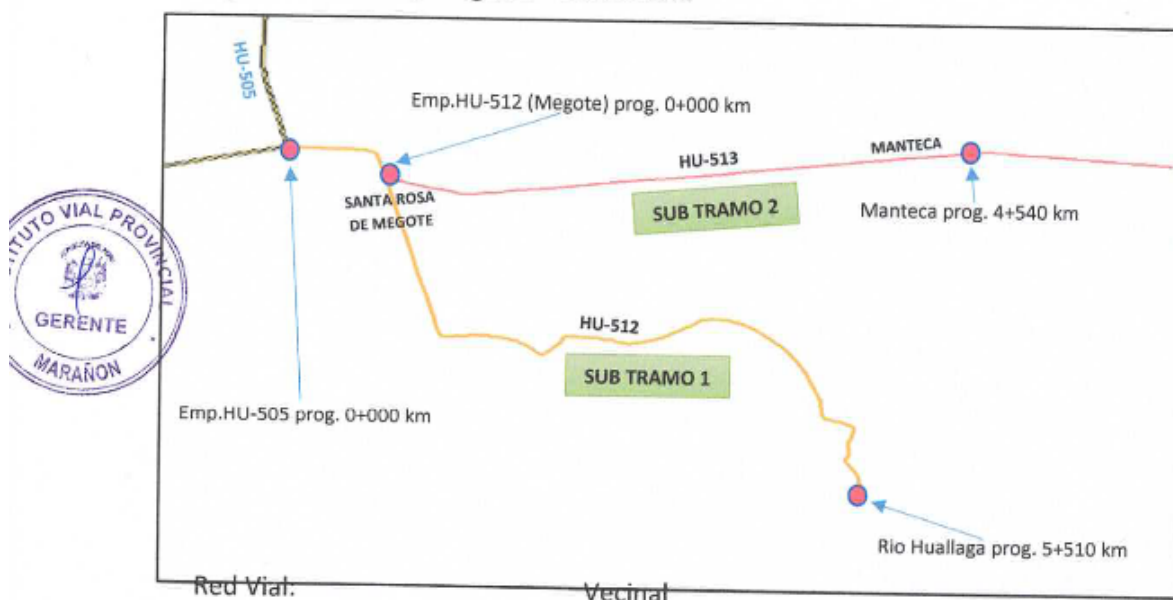 HU-505
Emp.HU-512 (Megote) prog. 0+000 km
HU-513
MANTECA
SANTA ROSA
DE MEGOTE
SUB TRAMO 2
Manteca prog. 4+540 km
VIAL PROVINCIAL
GERENTE
MARAÑON
HU-512
SUB TRAMO 1
Emp.HU-505 prog. 0+000 km
Rio Huallaga prog. 5+510 km
Red Vial: Vecinal